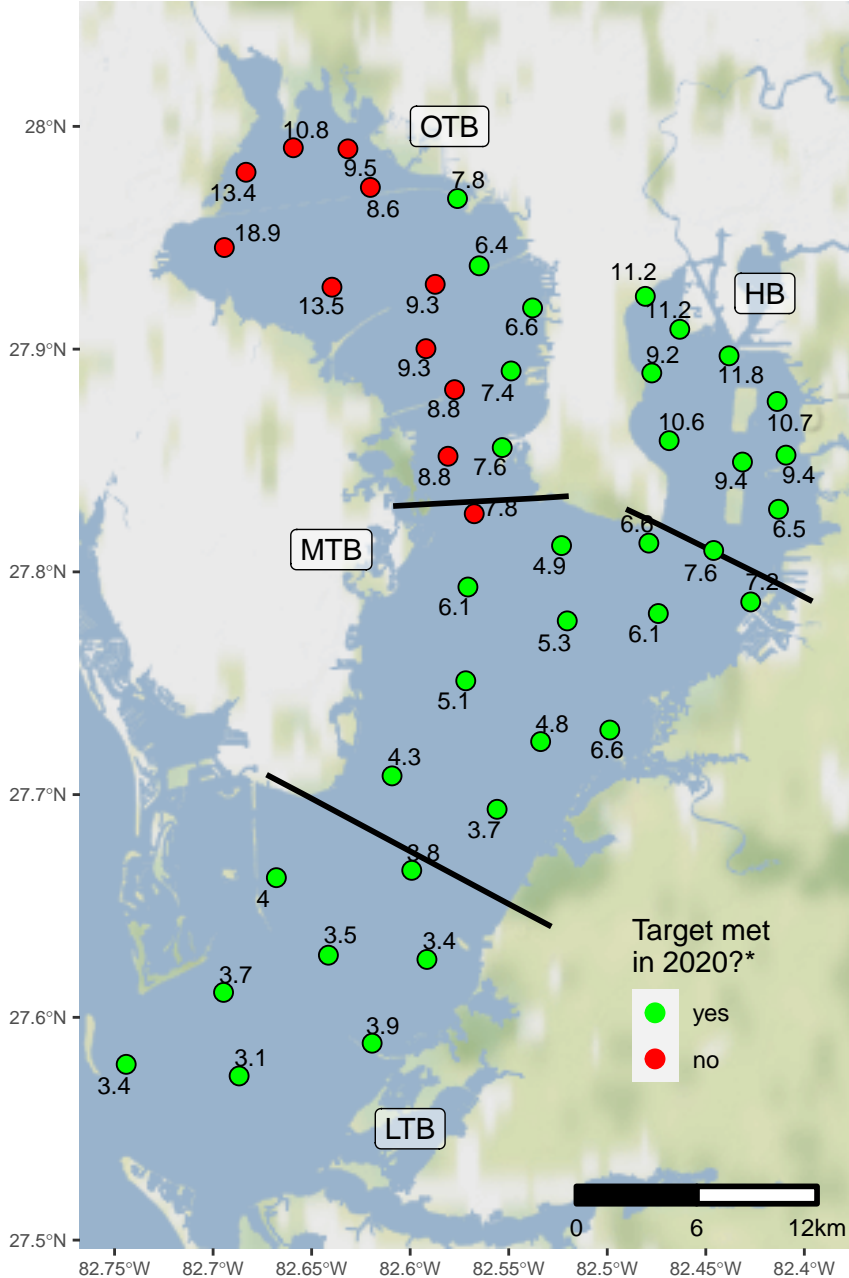 10.8
OTB
28°N
9.5
13.4
7.8
8.6
18.9
6.4
11.2
HB
13.5
9.3
11.2
6.6
27.9°N
9.3
9.2
11.8
7.4
8.8
10.7
10.6
7.6
8.8
9.4
9.4
7.8
6.5
6.6
MTB
4.9
7.6
27.8°N
7.2
6.1
5.3
6.1
5.1
4.8
6.6
4.3
27.7°N
3.7
3.8
4
3.5
3.4
Target met
in 2020?*
3.7
yes
27.6°N
3.9
no
3.1
3.4
LTB
0 6 12km
27.5°N
82.75°W 82.7°W 82.65°W 82.6°W 82.55°W 82.5°W 82.45°W 82.4°W